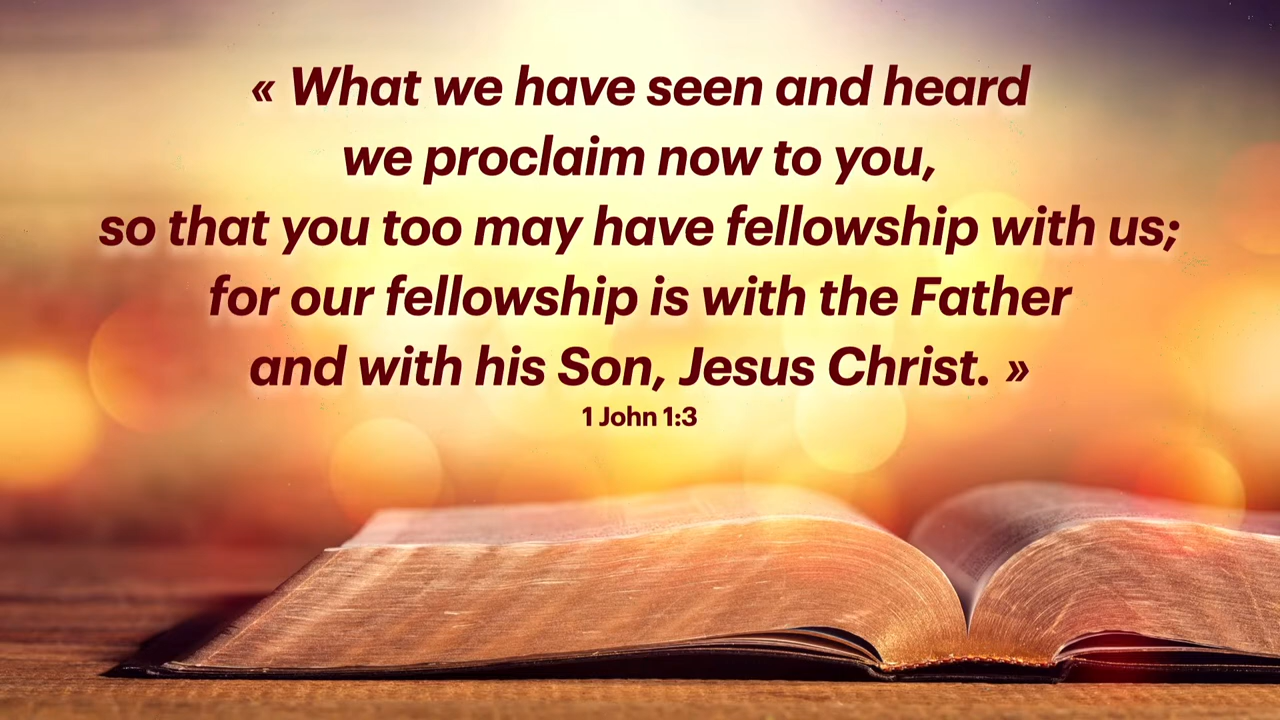 « What we have seen and heard
we proclaim now to you,
so that you too may have fellowship with us;
for our fellowship is with the Father
and with his Son, Jesus Christ. »
1 John 1:3